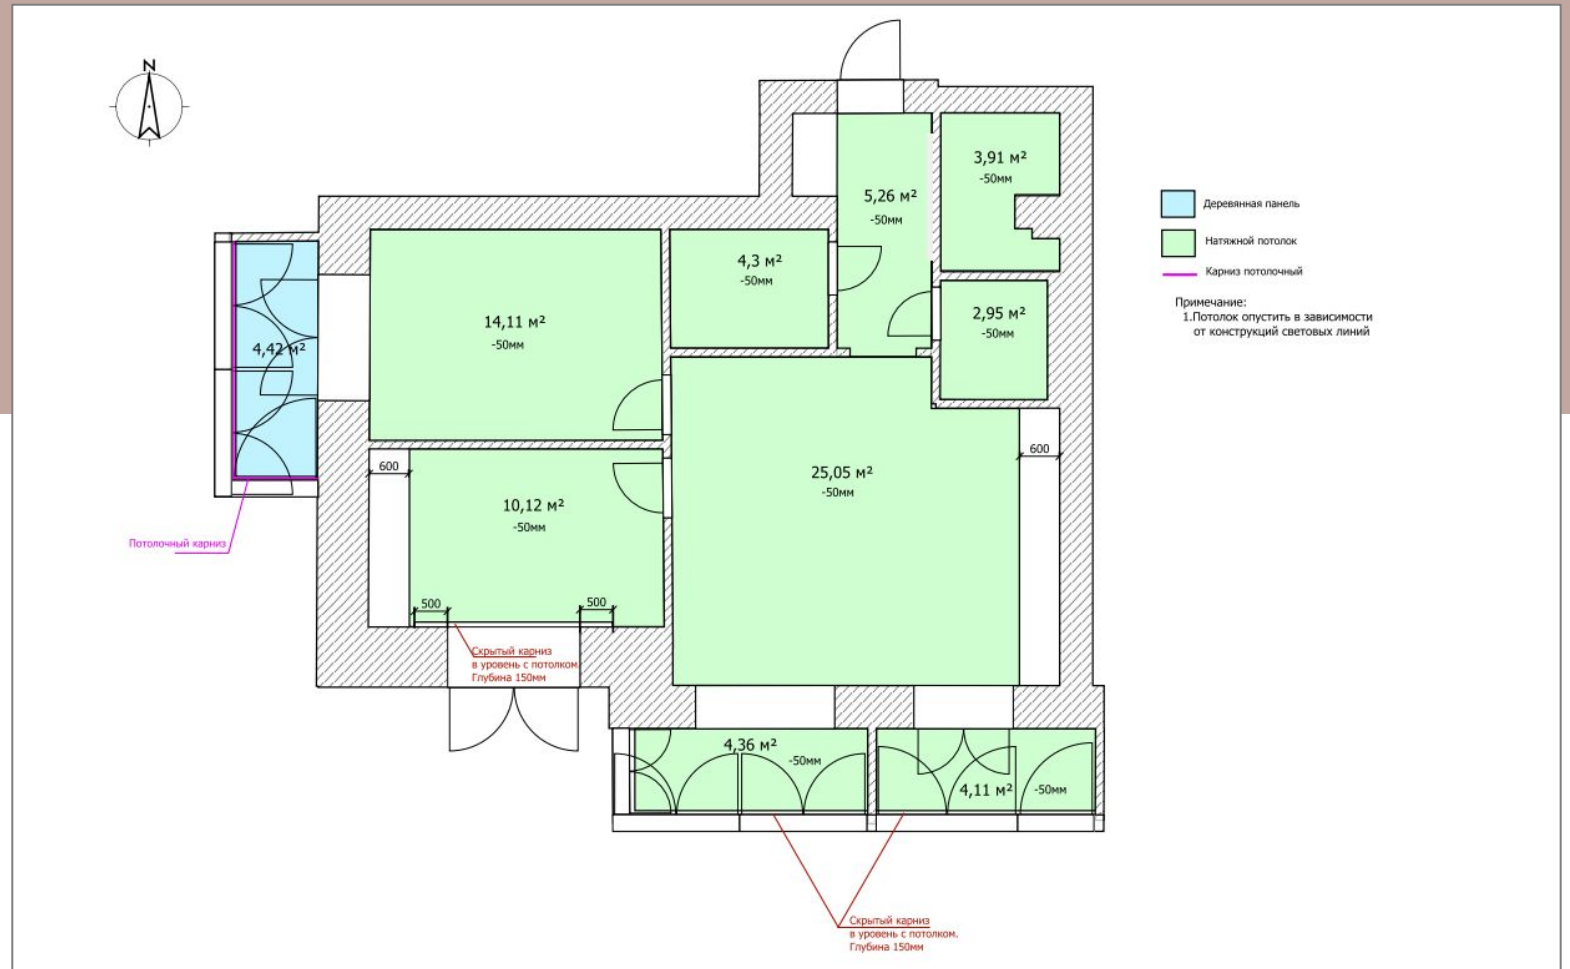 N
3,91 м²
-50мм
5,26 м²
-50мм
Деревянная панель
Натяжной потолок
Карниз потолочный
Примечание:
1.Потолок опустить в зависимости
от конструкций световых линий
4,3 м²
-50мм
14,11 м²
-50мм
2,95 м²
-50мм
4,42 м²
600
25,05 м²
-50мм
600
10,12 м²
-50мм
Потолочный карниз
500
500
Скрытый карниз
в уровень с потолком
Глубина 150мм
4,36 м²
-50мм
4,11 м²
-50мм
Скрытый карниз
в уровень с потолком.
Глубина 150мм